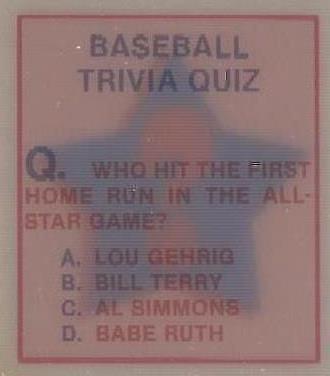 BASEBALL
TRIVIA QUIZ
Q. WHO HIT THE FIRST
HOME RUN IN THE ALL-
STAR GAME?
A. LOU GEHRIG
B. BILL TERRY
C. AL SIMMONS
D. BABE RUTH